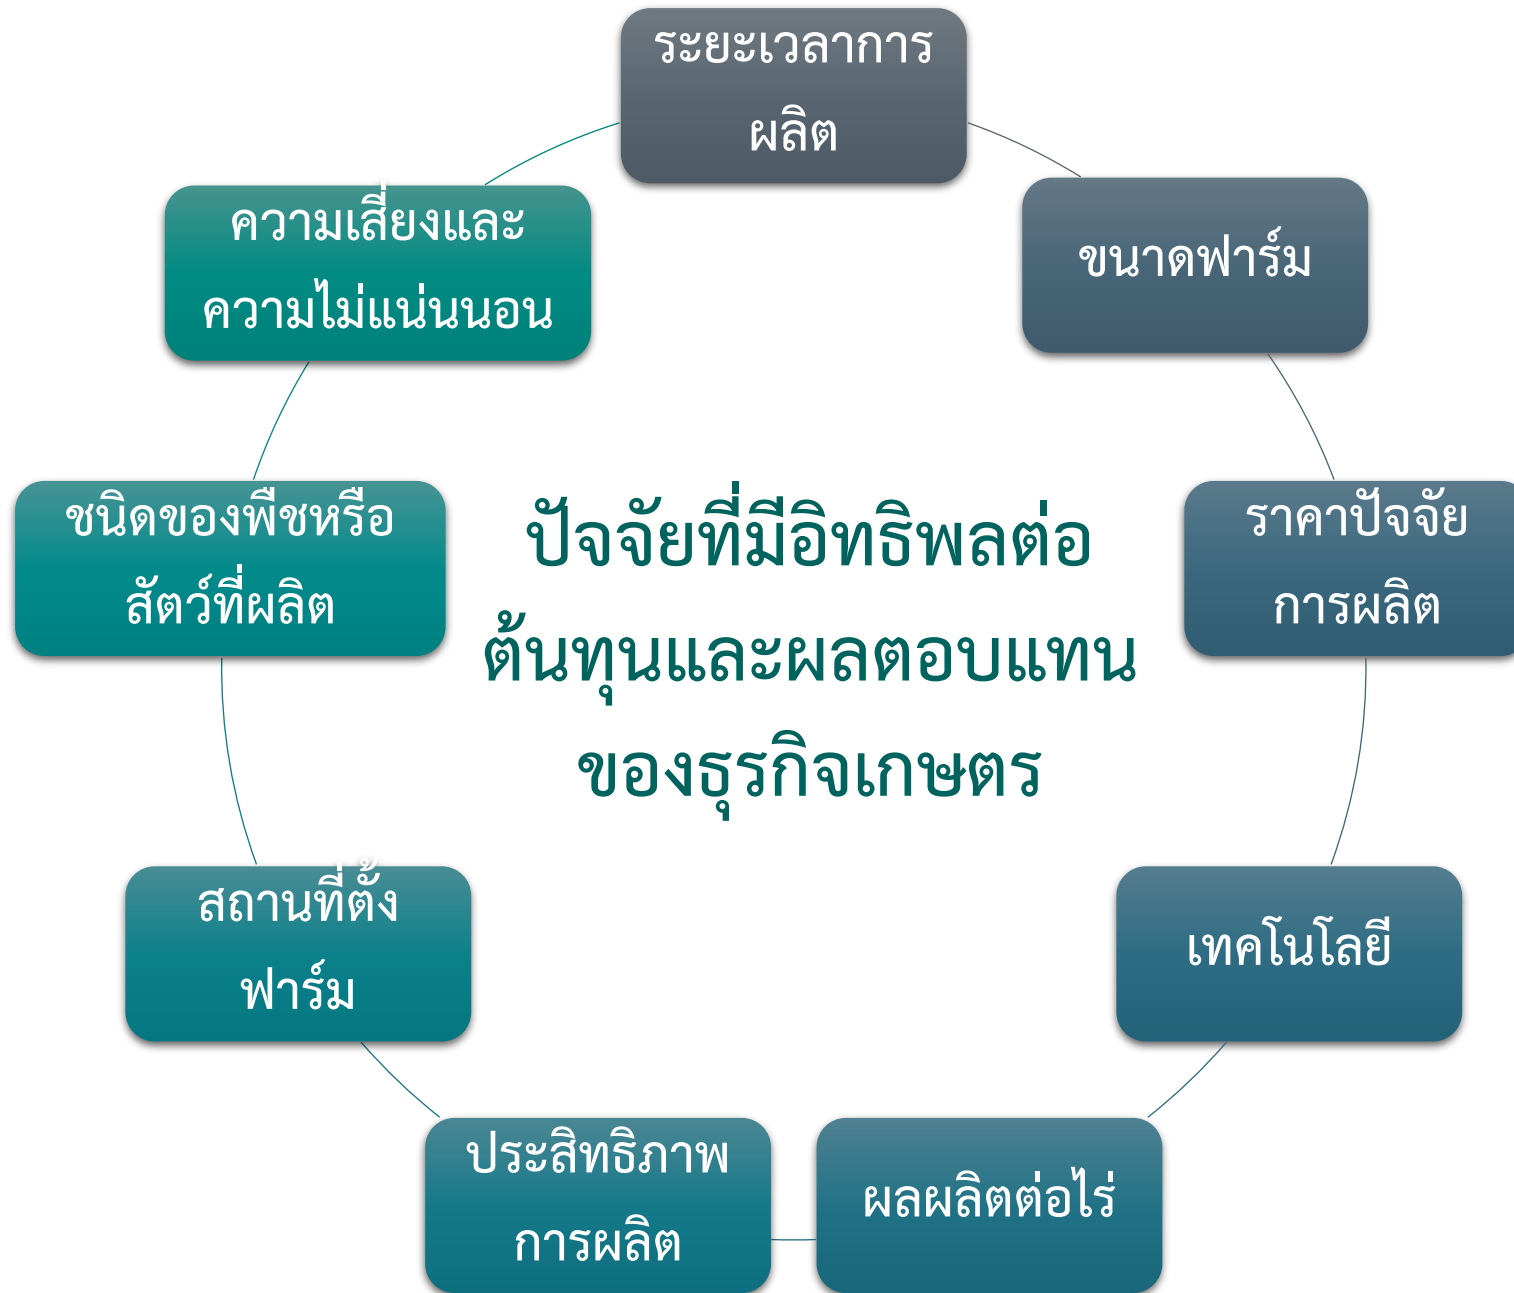 ระยะเวลาการ
ผลิต
ขนาดฟาร์ม
ราคาปัจจัย
การผลิต
เทคโนโลยี
ผลผลิตต่อไร่
ประสิทธิภาพ
การผลิต
สถานที่ตั้ง
ฟาร์ม
ชนิดของพืชหรือ
สัตว์ที่ผลิต
ความเสี่ยงและ
ความไม่แน่นนอน
ปัจจัยที่มีอิทธิพลต่อ
ต้นทุนและผลตอบแทน
ของธุรกิจเกษตร